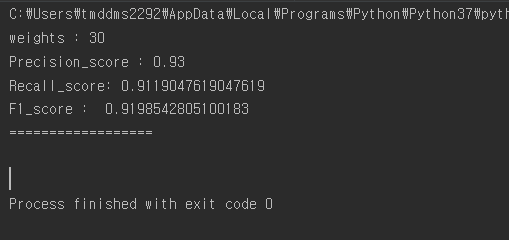 C:₩Users₩tmddms2292₩AppData₩Local₩Programs₩Python₩Python37₩pyth
weights : 30
Precision_score : 0.93
Recall_score: 0.9119047619047619
F1_score :  0.9198542805100183
==================
Process finished with exit code 0